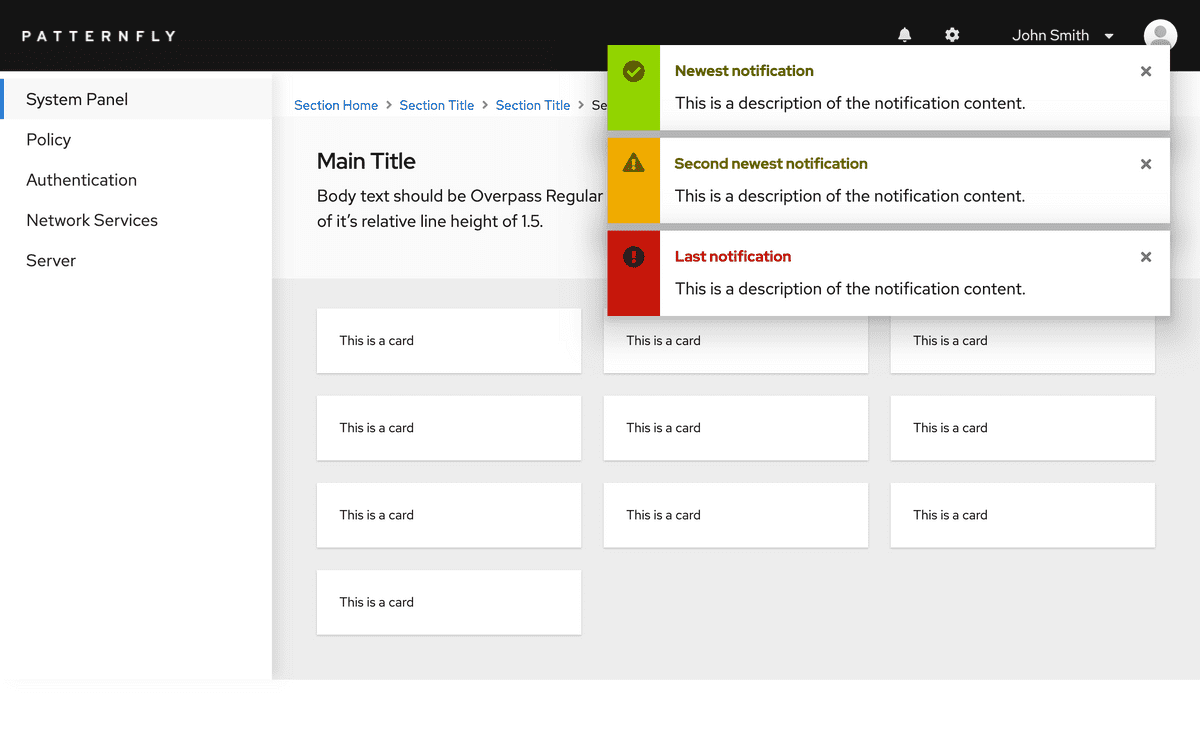 PATTERNFLY
John Smith
System Panel
Policy
Authentication
Network Services
Server
Section Home
Section Title
Section Title
Main Title
Body text should be Overpass Regular
of it’s relative line height of 1.5.
Newest notification
This is a description of the notification content.
Second newest notification
This is a description of the notification content.
Last notification
This is a description of the notification content.
This is a card
This is a card
This is a card
This is a card
This is a card
This is a card
This is a card
This is a card
This is a card
This is a card